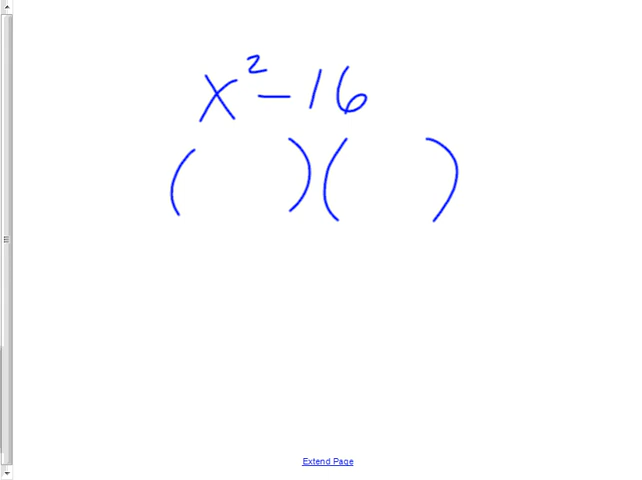 x² - 16
(    )(    )
Extend Page